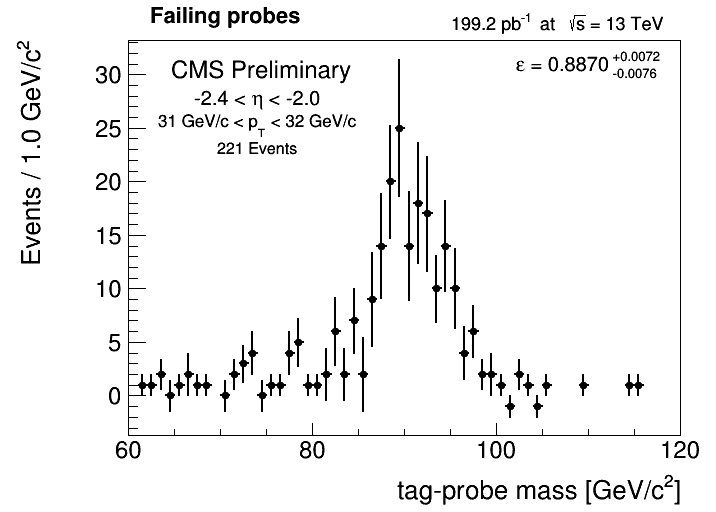 Failing probes
199.2 pb⁻¹ at √s = 13 TeV
CMS Preliminary
-2.4 < η < -2.0
31 GeV/c < p_T < 32 GeV/c
221 Events
ε = 0.8870 +0.0072 -0.0076
Events / 1.0 GeV/c²
30
25
20
15
10
5
0
60 80 100 120
tag-probe mass [GeV/c²]